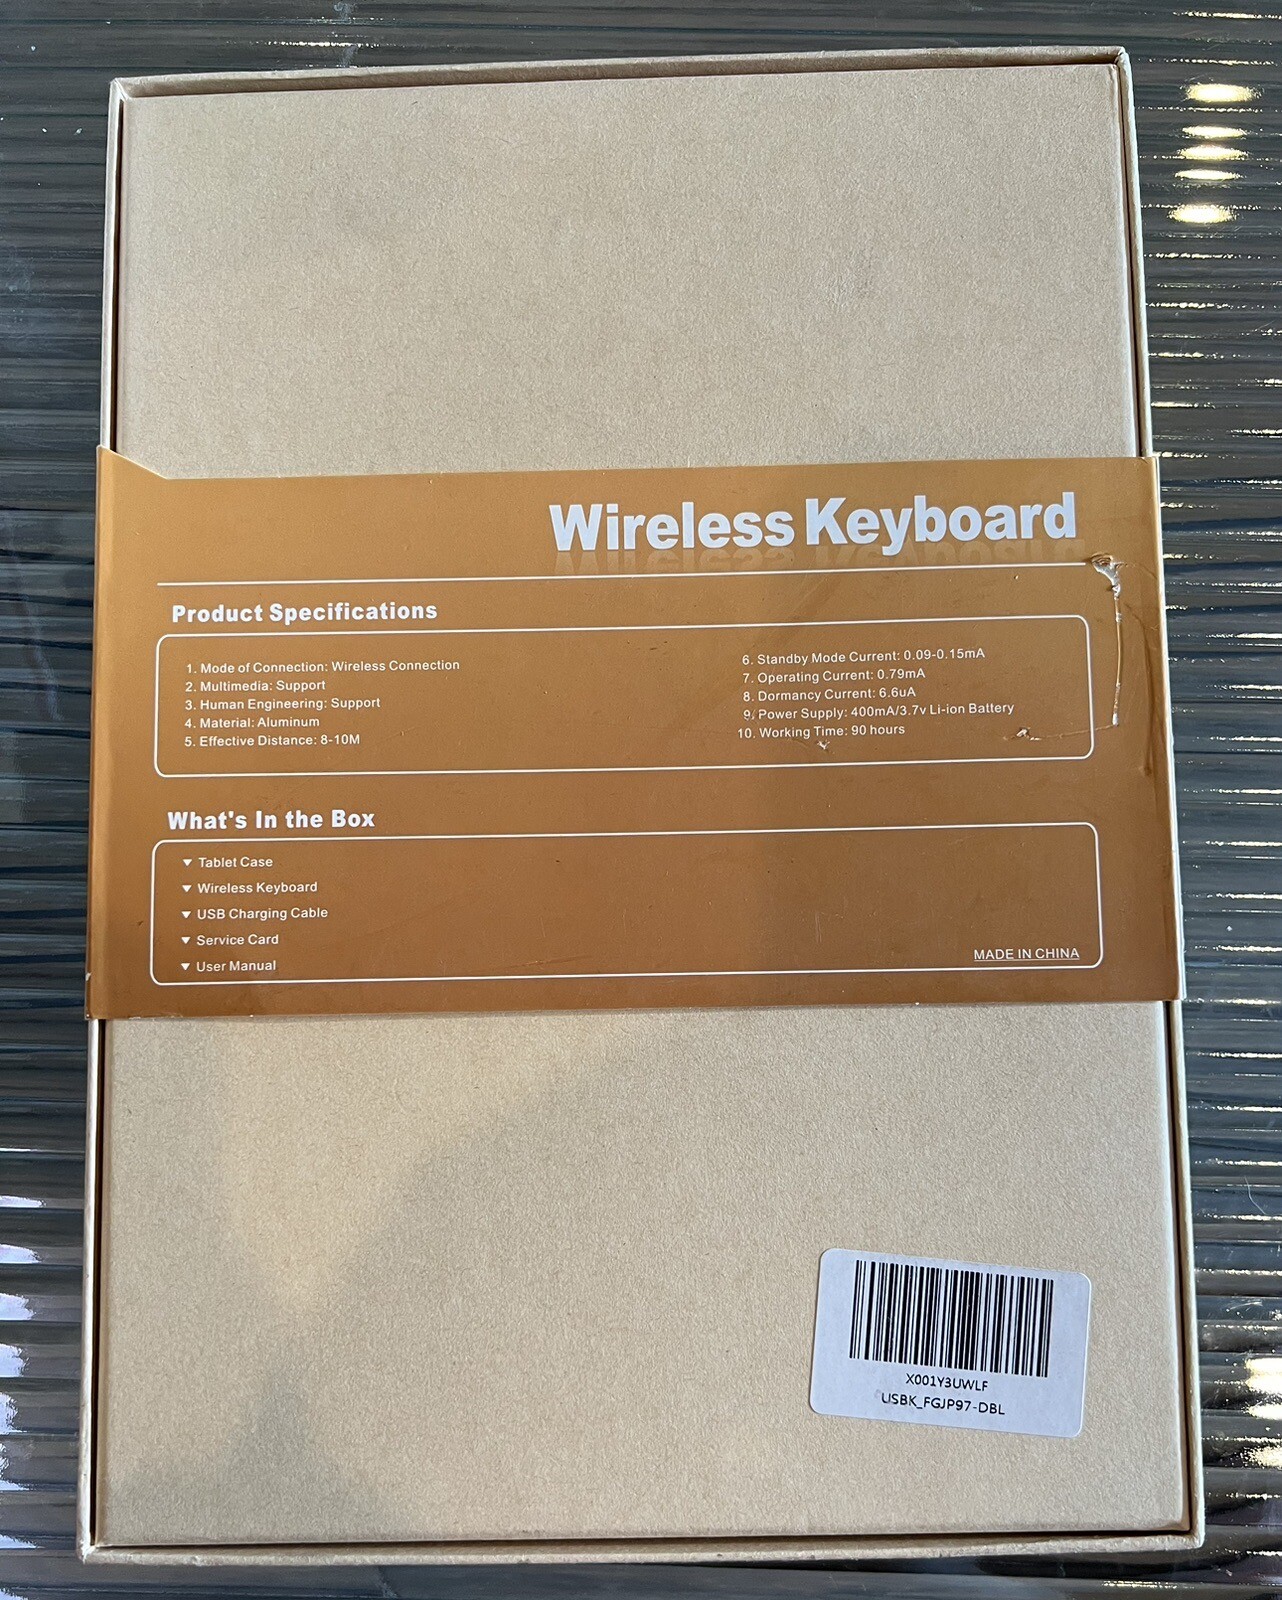 Wireless Keyboard
Product Specifications
1. Mode of Connection: Wireless Connection
2. Multimedia: Support
3. Human Engineering: Support
4. Material: Aluminum
5. Effective Distance: 8-10M
6. Standby Mode Current: 0.09-0.15mA
7. Operating Current: 0.79mA
8. Dormancy Current: 6.6uA
9. Power Supply: 400mA/3.7v Li-ion Battery
10. Working Time: 90 hours
What's In the Box
▼ Tablet Case
▼ Wireless Keyboard
▼ USB Charging Cable
▼ Service Card
▼ User Manual
MADE IN CHINA
X001Y3UWLF
USBK_FGJP97-DBL